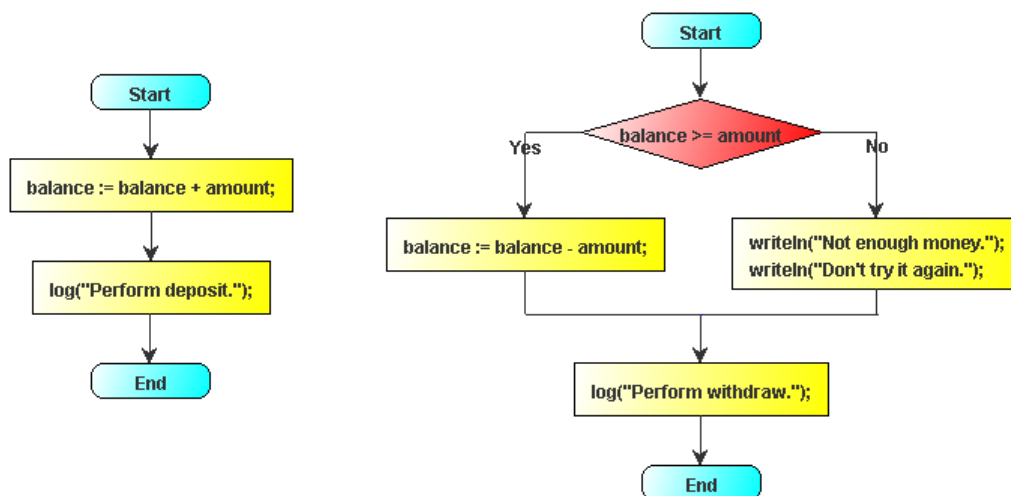 Start
balance := balance + amount;
log("Perform deposit.");
End
Start
balance >= amount
Yes
No
balance := balance - amount;
writeln("Not enough money.");
writeln("Don't try it again.");
log("Perform withdraw.");
End